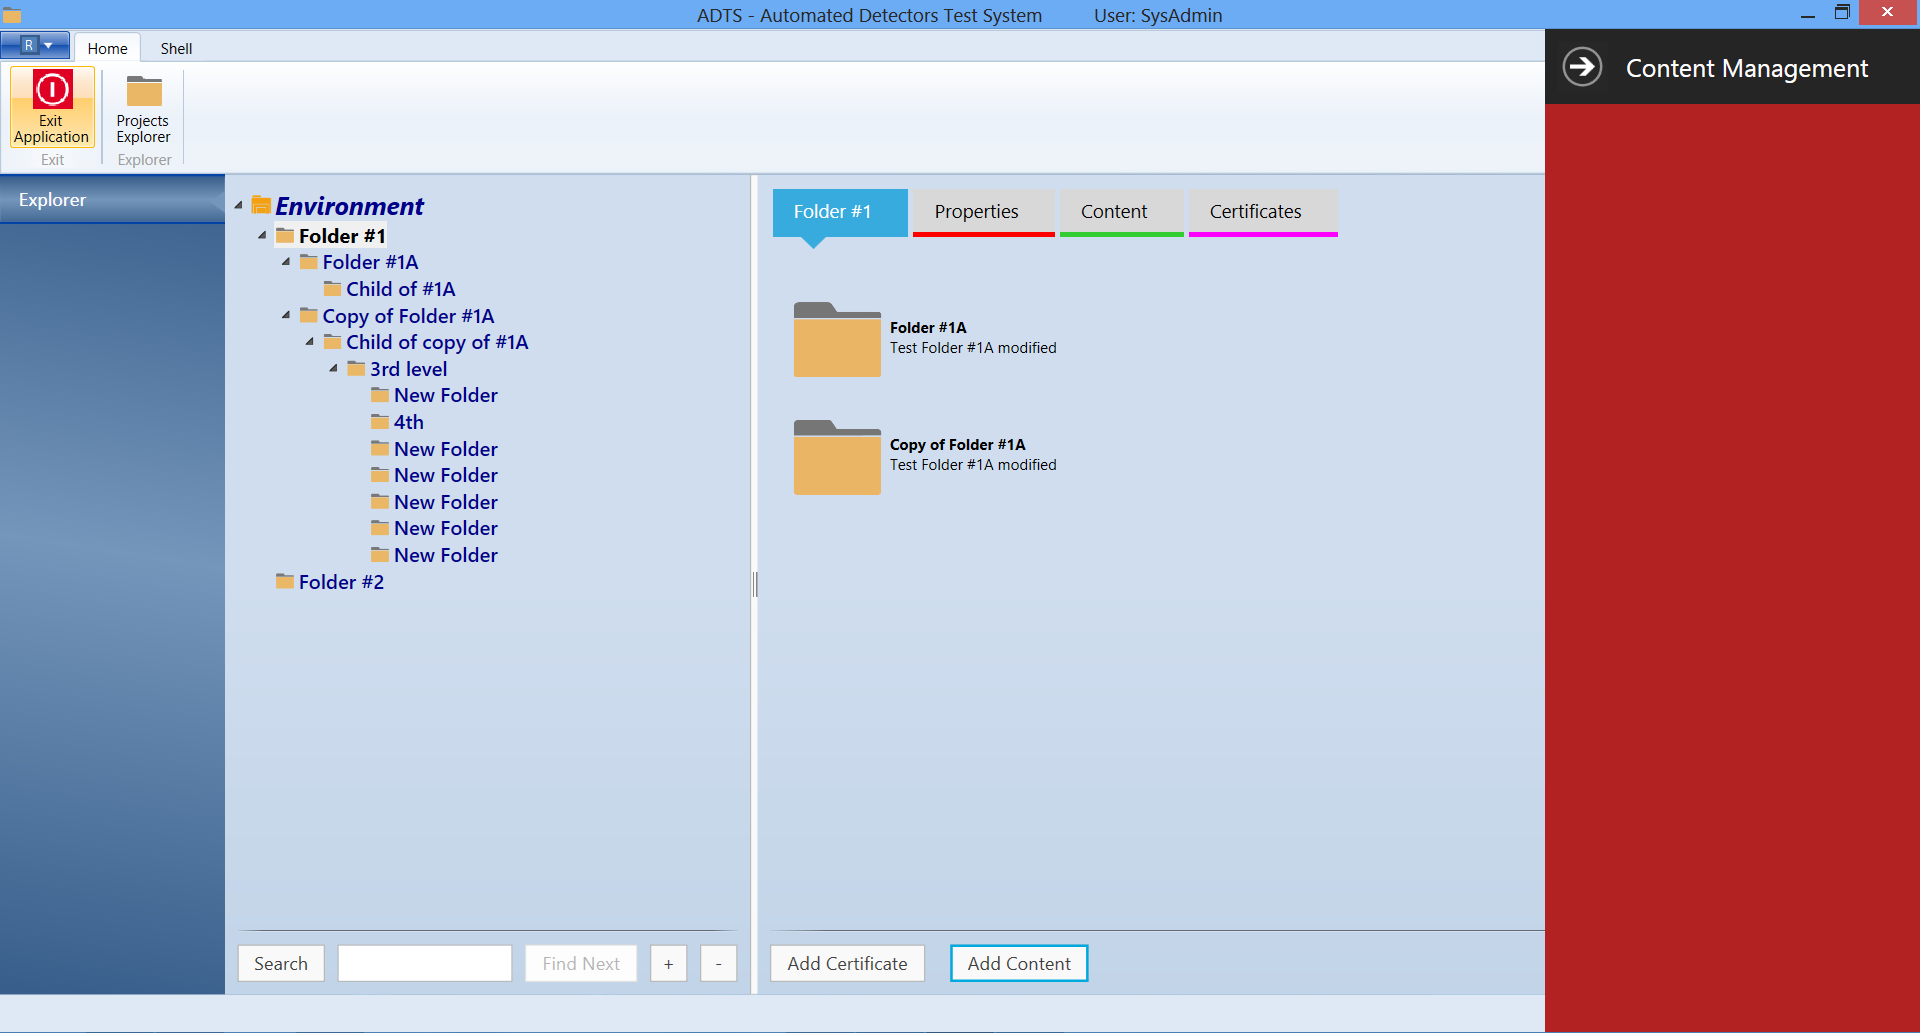 ADTS - Automated Detectors Test System User: SysAdmin
R Home Shell
Exit Application
Projects Explorer
Exit
Explorer
Content Management
Explorer
Environment
Folder #1
Folder #1A
Child of #1A
Copy of Folder #1A
Child of copy of #1A
3rd level
New Folder
4th
New Folder
New Folder
New Folder
New Folder
New Folder
Folder #2
Search
Find Next
+
-
Folder #1
Properties
Content
Certificates
Folder #1A
Test Folder #1A modified
Copy of Folder #1A
Test Folder #1A modified
Add Certificate
Add Content